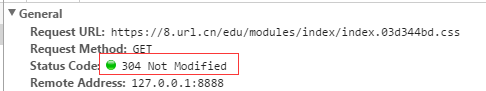 General
Request URL: https://8.url.cn/edu/modules/index/index.03d344bd.css
Request Method: GET
Status Code: 304 Not Modified
Remote Address: 127.0.0.1:8888